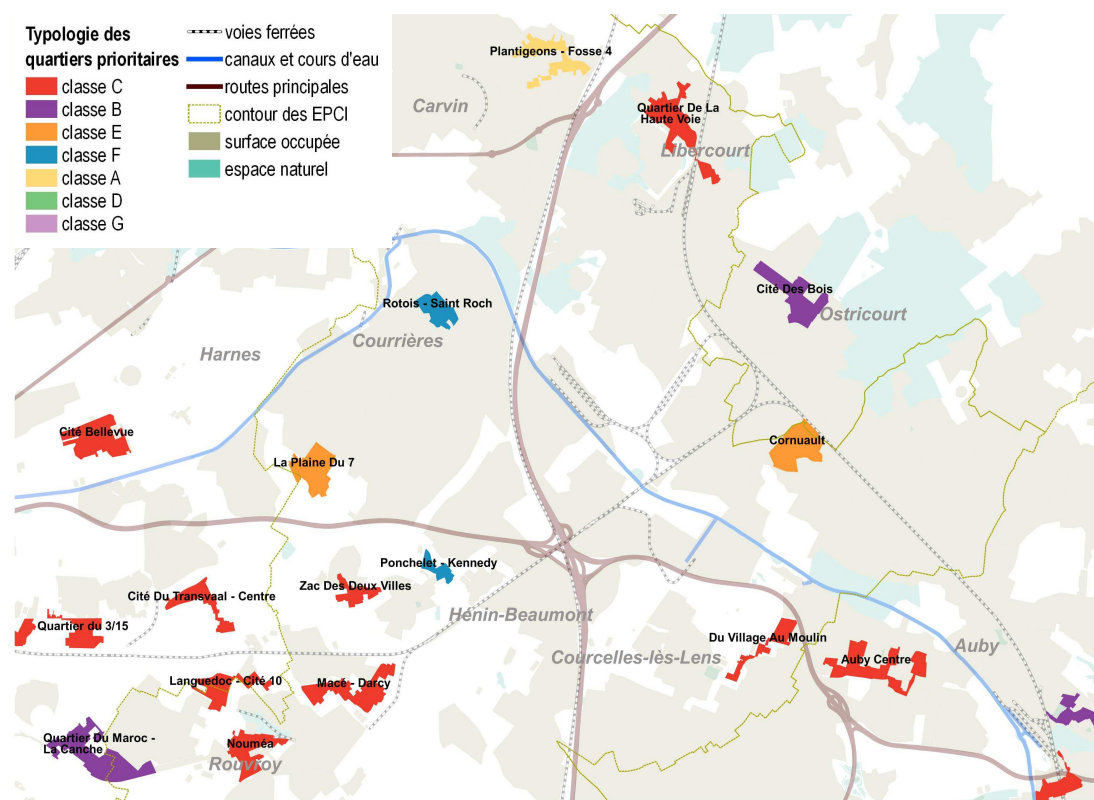 Typologie des
quartiers prioritaires
classe C
classe B
classe E
classe F
classe A
classe D
classe G
voies ferrées
canaux et cours d'eau
routes principales
contour des EPCI
surface occupée
espace naturel
Plantigeons - Fosse 4
Carvin
Quartier De La
Haute Voie
Libercourt
Cité Des Bois
Ostricourt
Rotois - Saint Roch
Courrières
Harnes
Cité Bellevue
Cornuault
La Plaine Du 7
Ponchelet - Kennedy
Zac Des Deux Villes
Cité Du Transvaal - Centre
Hénin-Beaumont
Quartier du 3/15
Du Village Au Moulin
Courcelles-lès-Lens
Auby
Auby Centre
Languedoc - Cité 10
Macé - Darcy
Quartier Du Maroc -
La Canche
Nouméa
Rouvroy